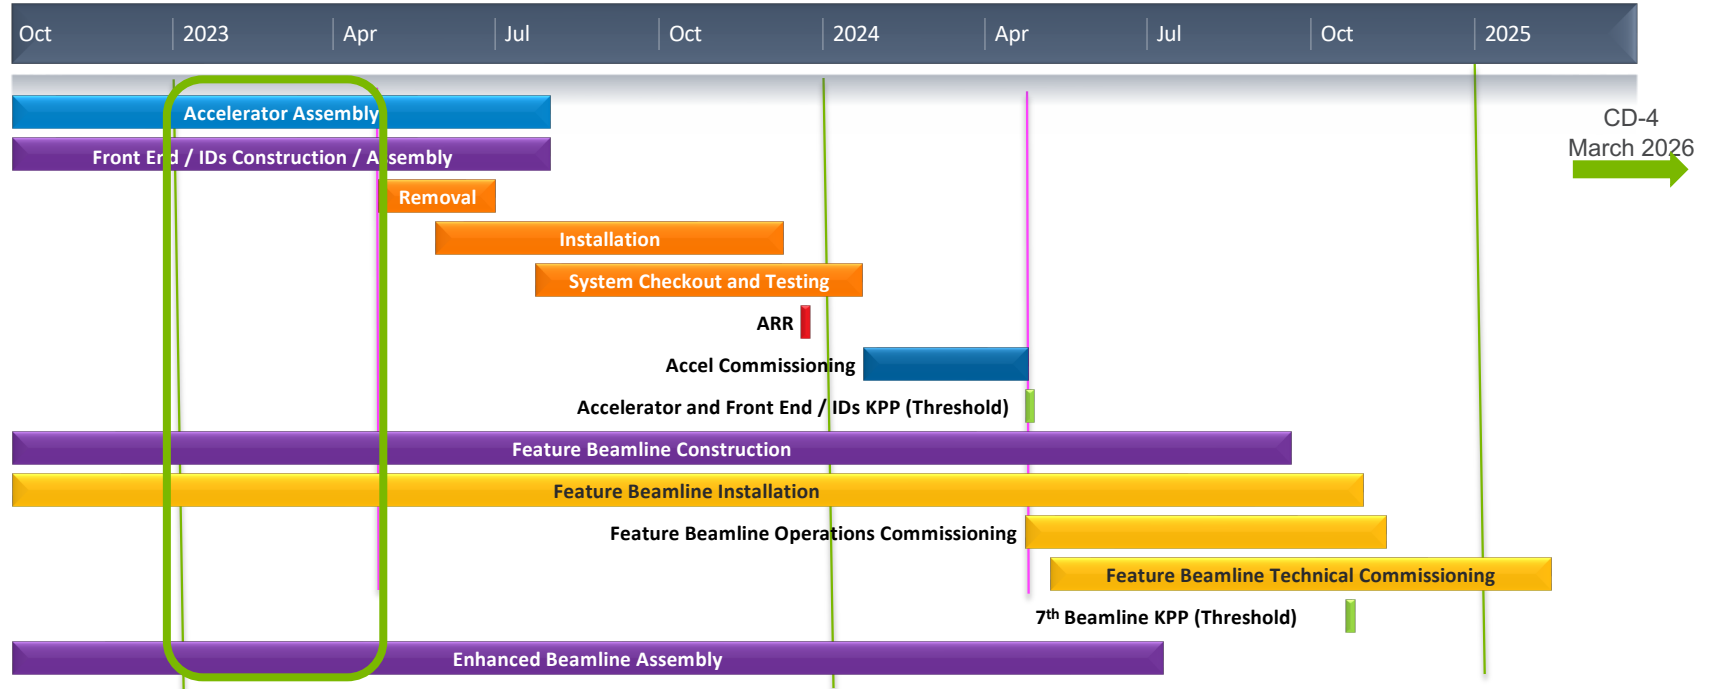 Oct 2023 Apr Jul Oct 2024 Apr Jul Oct 2025
Accelerator Assembly
CD-4
March 2026
Front End / IDs Construction / Assembly
Removal
Installation
System Checkout and Testing
ARR
Accel Commissioning
Accelerator and Front End / IDs KPP (Threshold)
Feature Beamline Construction
Feature Beamline Installation
Feature Beamline Operations Commissioning
Feature Beamline Technical Commissioning
7th Beamline KPP (Threshold)
Enhanced Beamline Assembly